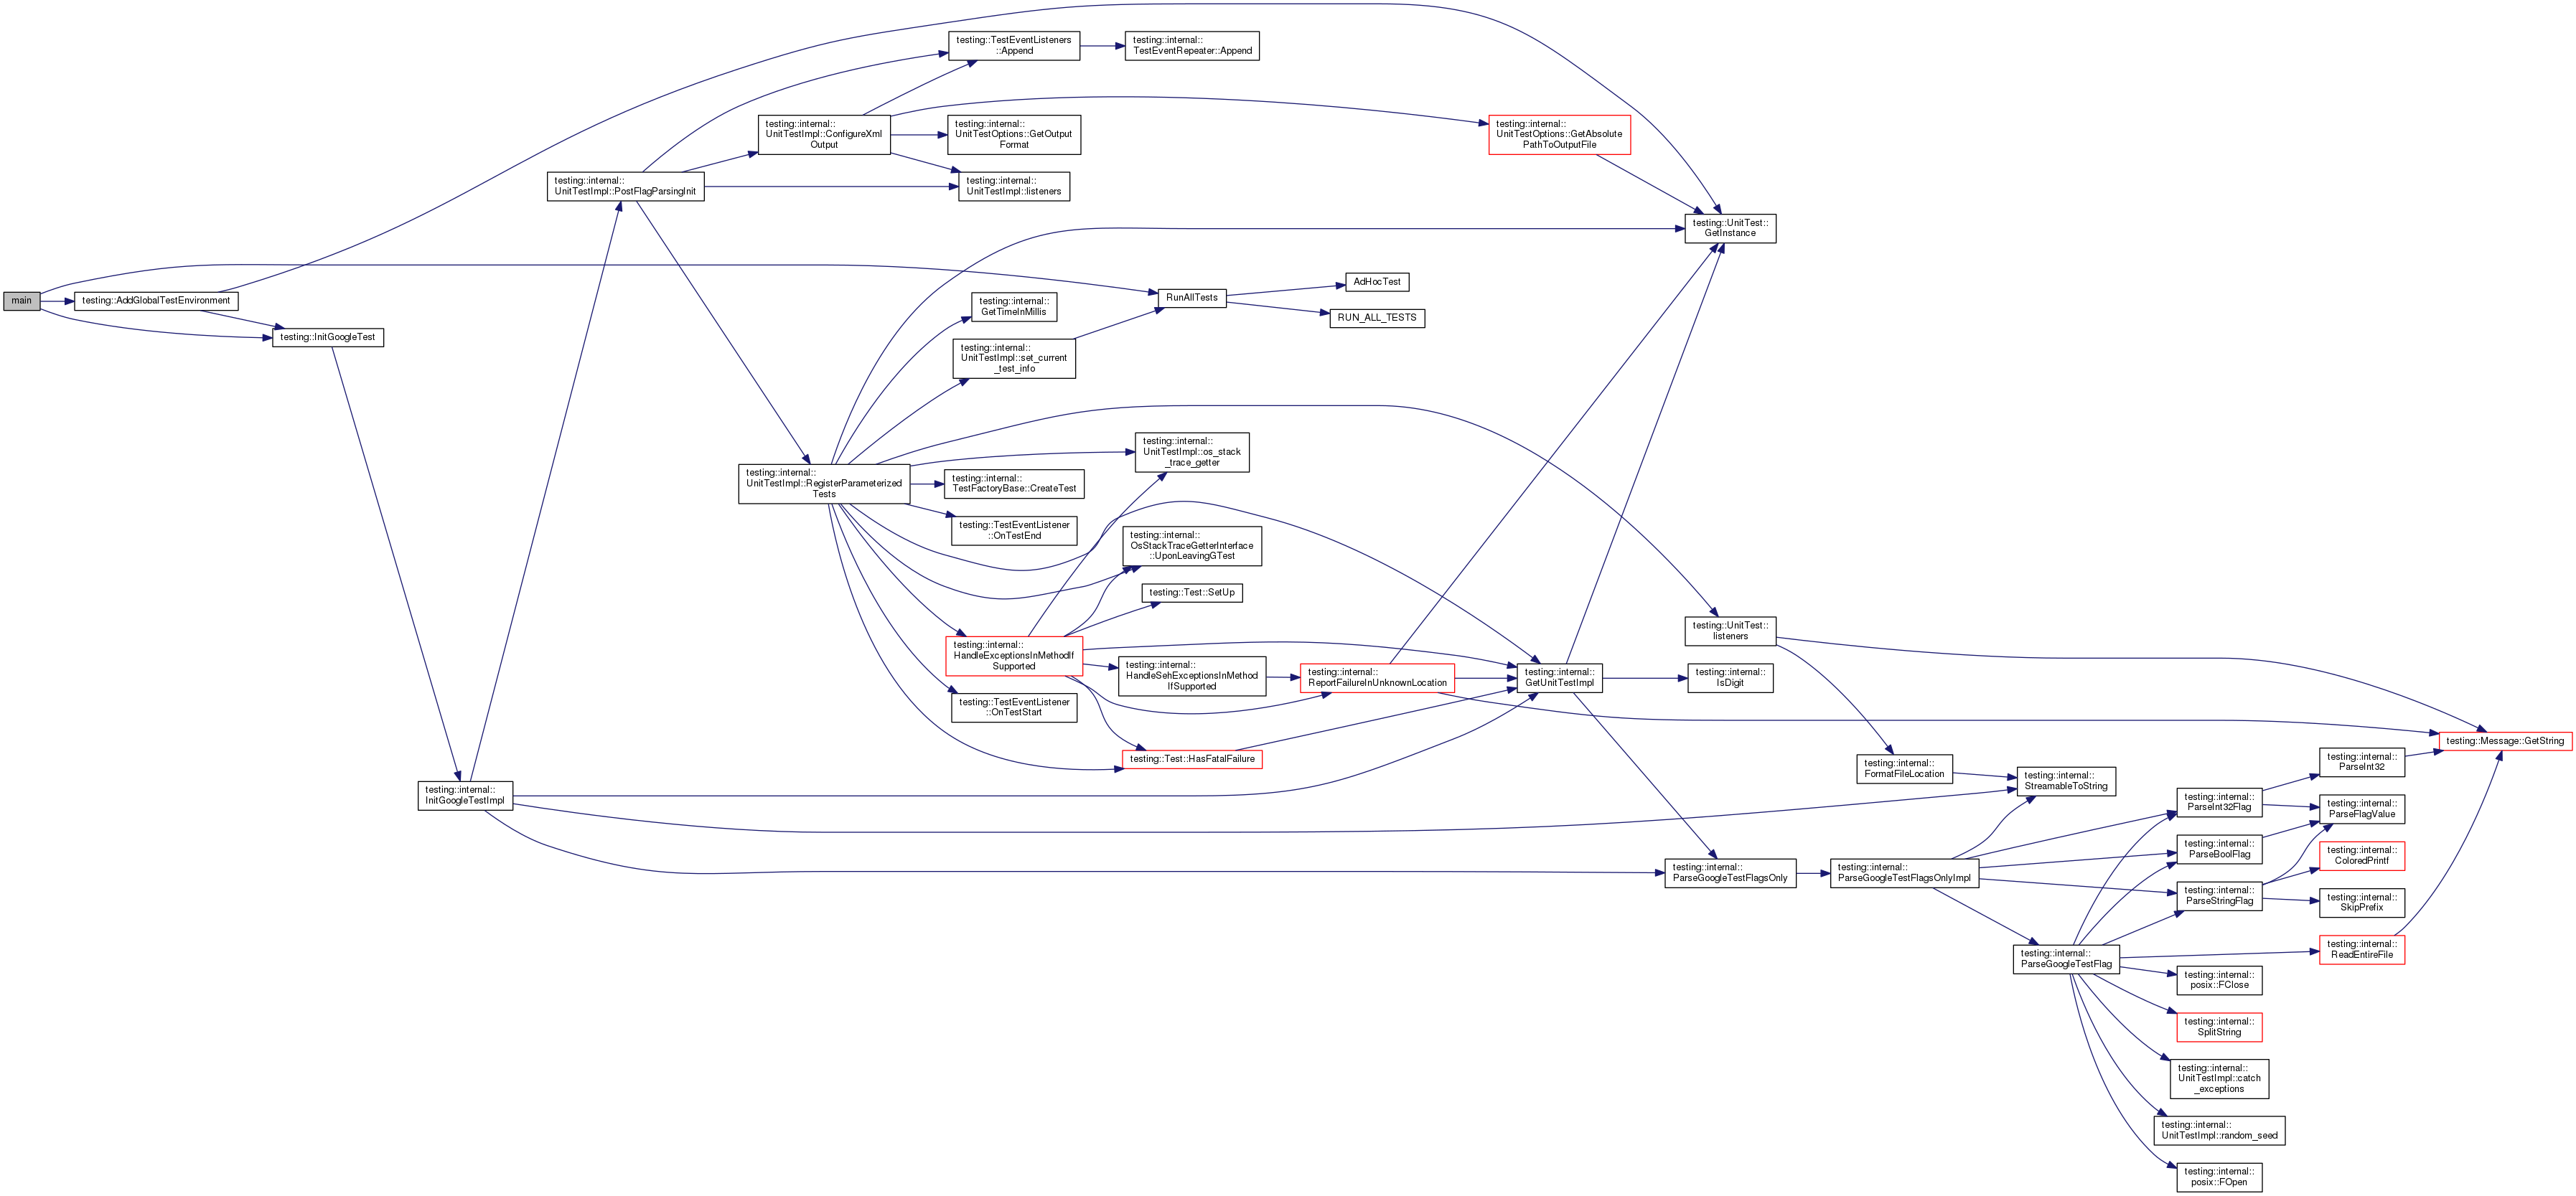 main
testing::AddGlobalTestEnvironment
testing::InitGoogleTest
testing::internal::
InitGoogleTestImpl
testing::internal::
UnitTestImpl::PostFlagParsingInit
testing::internal::
UnitTestImpl::ConfigureXml
Output
testing::internal::
UnitTestImpl::RegisterParameterized
Tests
testing::TestEventListeners
::Append
testing::internal::
UnitTestOptions::GetOutput
Format
testing::internal::
UnitTestImpl::listeners
testing::internal::
GetTimeInMillis
testing::internal::
UnitTestImpl::set_current
_test_info
testing::internal::
TestFactoryBase::CreateTest
testing::TestEventListener
::OnTestEnd
testing::internal::
HandleExceptionsInMethodIf
Supported
testing::TestEventListener
::OnTestStart
testing::internal::
TestEventRepeater::Append
RunAllTests
testing::internal::
UnitTestImpl::os_stack
_trace_getter
testing::internal::
OsStackTraceGetterInterface
::UponLeavingGTest
testing::Test::SetUp
testing::internal::
HandleSehExceptionsInMethod
IfSupported
testing::Test::HasFatalFailure
AdHocTest
RUN_ALL_TESTS
testing::internal::
ReportFailureInUnknownLocation
testing::internal::
UnitTestOptions::GetAbsolute
PathToOutputFile
testing::internal::
GetUnitTestImpl
testing::UnitTest::
GetInstance
testing::UnitTest::
listeners
testing::internal::
IsDigit
testing::internal::
ParseGoogleTestFlagsOnly
testing::internal::
FormatFileLocation
testing::internal::
ParseGoogleTestFlagsOnlyImpl
testing::internal::
StreamableToString
testing::internal::
ParseGoogleTestFlag
testing::internal::
ParseInt32Flag
testing::internal::
ParseBoolFlag
testing::internal::
ParseStringFlag
testing::internal::
posix::FClose
testing::internal::
SplitString
testing::internal::
UnitTestImpl::catch
_exceptions
testing::internal::
UnitTestImpl::random_seed
testing::internal::
posix::FOpen
testing::internal::
ParseInt32
testing::internal::
ParseFlagValue
testing::internal::
ColoredPrintf
testing::internal::
SkipPrefix
testing::internal::
ReadEntireFile
testing::Message::GetString